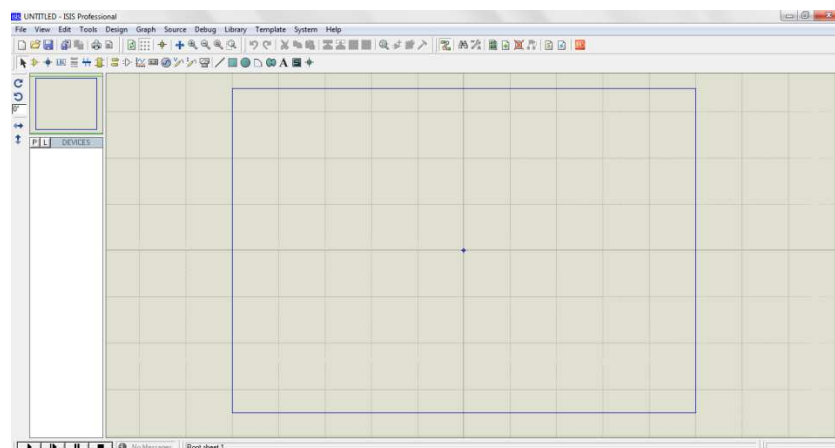 UNTITLED - ISIS Professional
File View Edit Tools Design Graph Source Debug Library Template System Help
0°
P L DEVICES
No Messages Root sheet 1